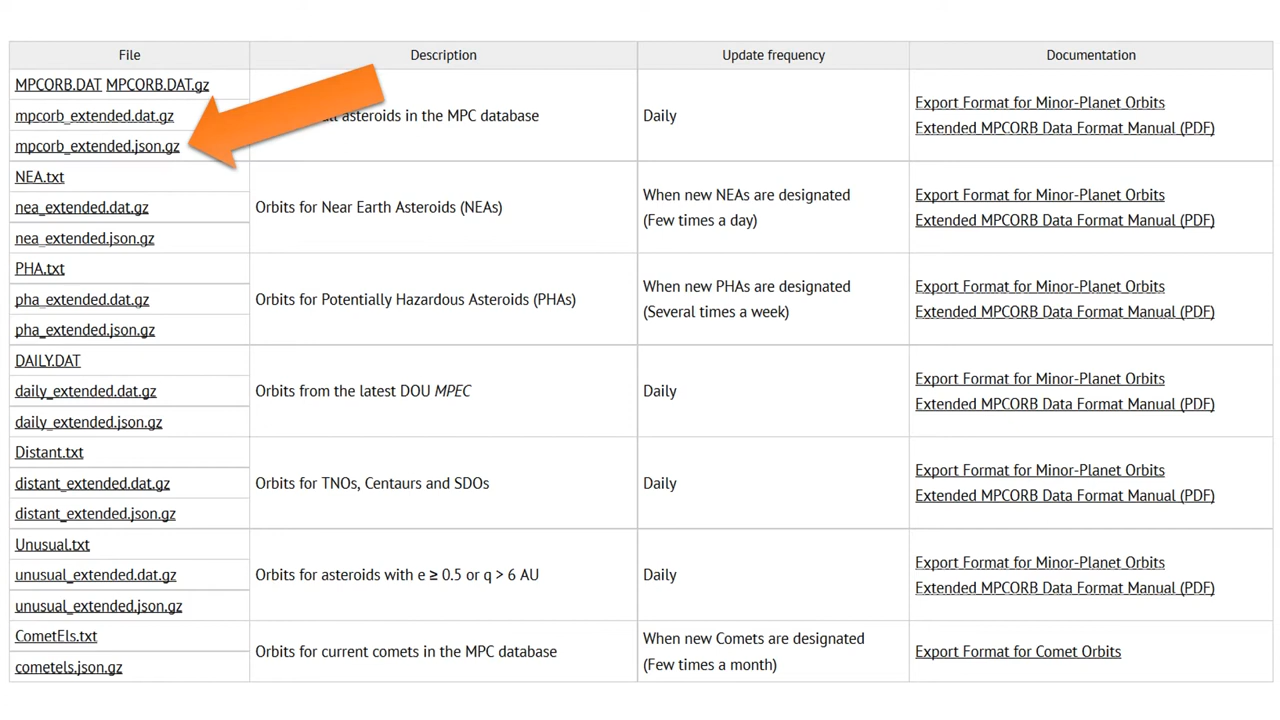 File Description Update frequency Documentation
MPCORB.DAT MPCORB.DAT.gz
mpcorb_extended.dat.gz
mpcorb_extended.json.gz
all asteroids in the MPC database
Daily
Export Format for Minor-Planet Orbits
Extended MPCORB Data Format Manual (PDF)
NEA.txt
nea_extended.dat.gz
nea_extended.json.gz
Orbits for Near Earth Asteroids (NEAs)
When new NEAs are designated
(Few times a day)
Export Format for Minor-Planet Orbits
Extended MPCORB Data Format Manual (PDF)
PHA.txt
pha_extended.dat.gz
pha_extended.json.gz
Orbits for Potentially Hazardous Asteroids (PHAs)
When new PHAs are designated
(Several times a week)
Export Format for Minor-Planet Orbits
Extended MPCORB Data Format Manual (PDF)
DAILY.DAT
daily_extended.dat.gz
daily_extended.json.gz
Orbits from the latest DOU MPEC
Daily
Export Format for Minor-Planet Orbits
Extended MPCORB Data Format Manual (PDF)
Distant.txt
distant_extended.dat.gz
distant_extended.json.gz
Orbits for TNOs, Centaurs and SDOs
Daily
Export Format for Minor-Planet Orbits
Extended MPCORB Data Format Manual (PDF)
Unusual.txt
unusual_extended.dat.gz
unusual_extended.json.gz
Orbits for asteroids with e ≥ 0.5 or q > 6 AU
Daily
Export Format for Minor-Planet Orbits
Extended MPCORB Data Format Manual (PDF)
CometEls.txt
cometels.json.gz
Orbits for current comets in the MPC database
When new Comets are designated
(Few times a month)
Export Format for Comet Orbits